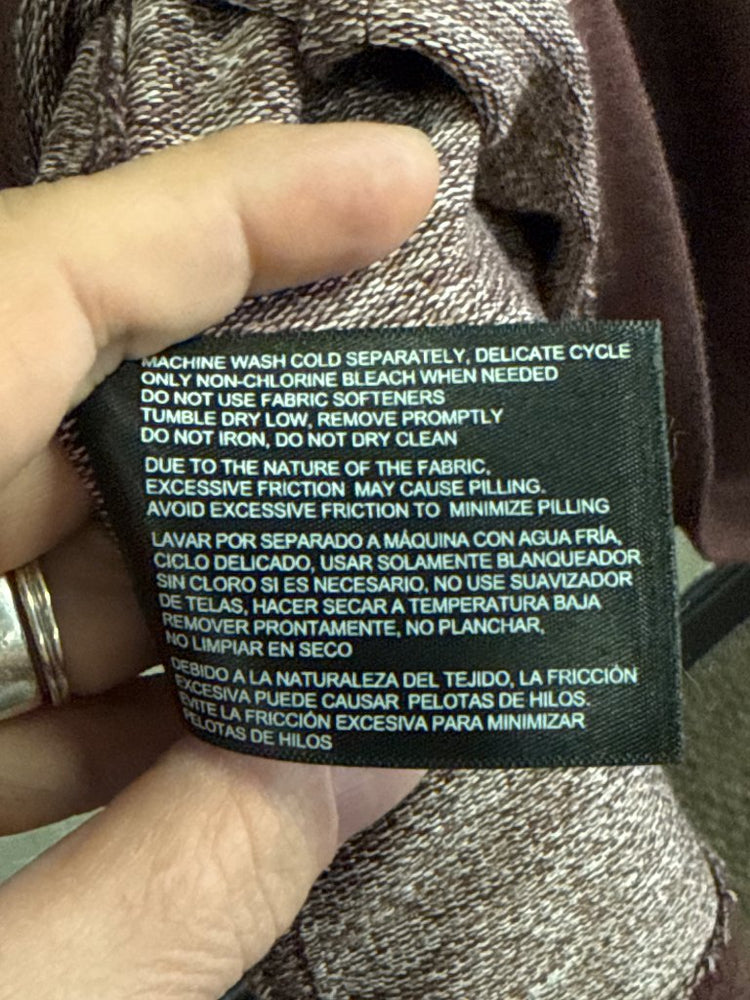 MACHINE WASH COLD SEPARATELY, DELICATE CYCLE
ONLY NON-CHLORINE BLEACH WHEN NEEDED
DO NOT USE FABRIC SOFTENERS
TUMBLE DRY LOW, REMOVE PROMPTLY
DO NOT IRON, DO NOT DRY CLEAN
DUE TO THE NATURE OF THE FABRIC,
EXCESSIVE FRICTION MAY CAUSE PILLING.
AVOID EXCESSIVE FRICTION TO MINIMIZE PILLING
LAVAR POR SEPARADO A MÁQUINA CON AGUA FRÍA,
CICLO DELICADO, USAR SOLAMENTE BLANQUEADOR
SIN CLORO SI ES NECESARIO, NO USE SUAVIZADOR
DE TELAS, HACER SECAR A TEMPERATURA BAJA
REMOVER PRONTAMENTE, NO PLANCHAR,
NO LIMPIAR EN SECO
DEBIDO A LA NATURALEZA DEL TEJIDO, LA FRICCIÓN
EXCESIVA PUEDE CAUSAR PELOTAS DE HILOS.
EVITE LA FRICCIÓN EXCESIVA PARA MINIMIZAR
PELOTAS DE HILOS